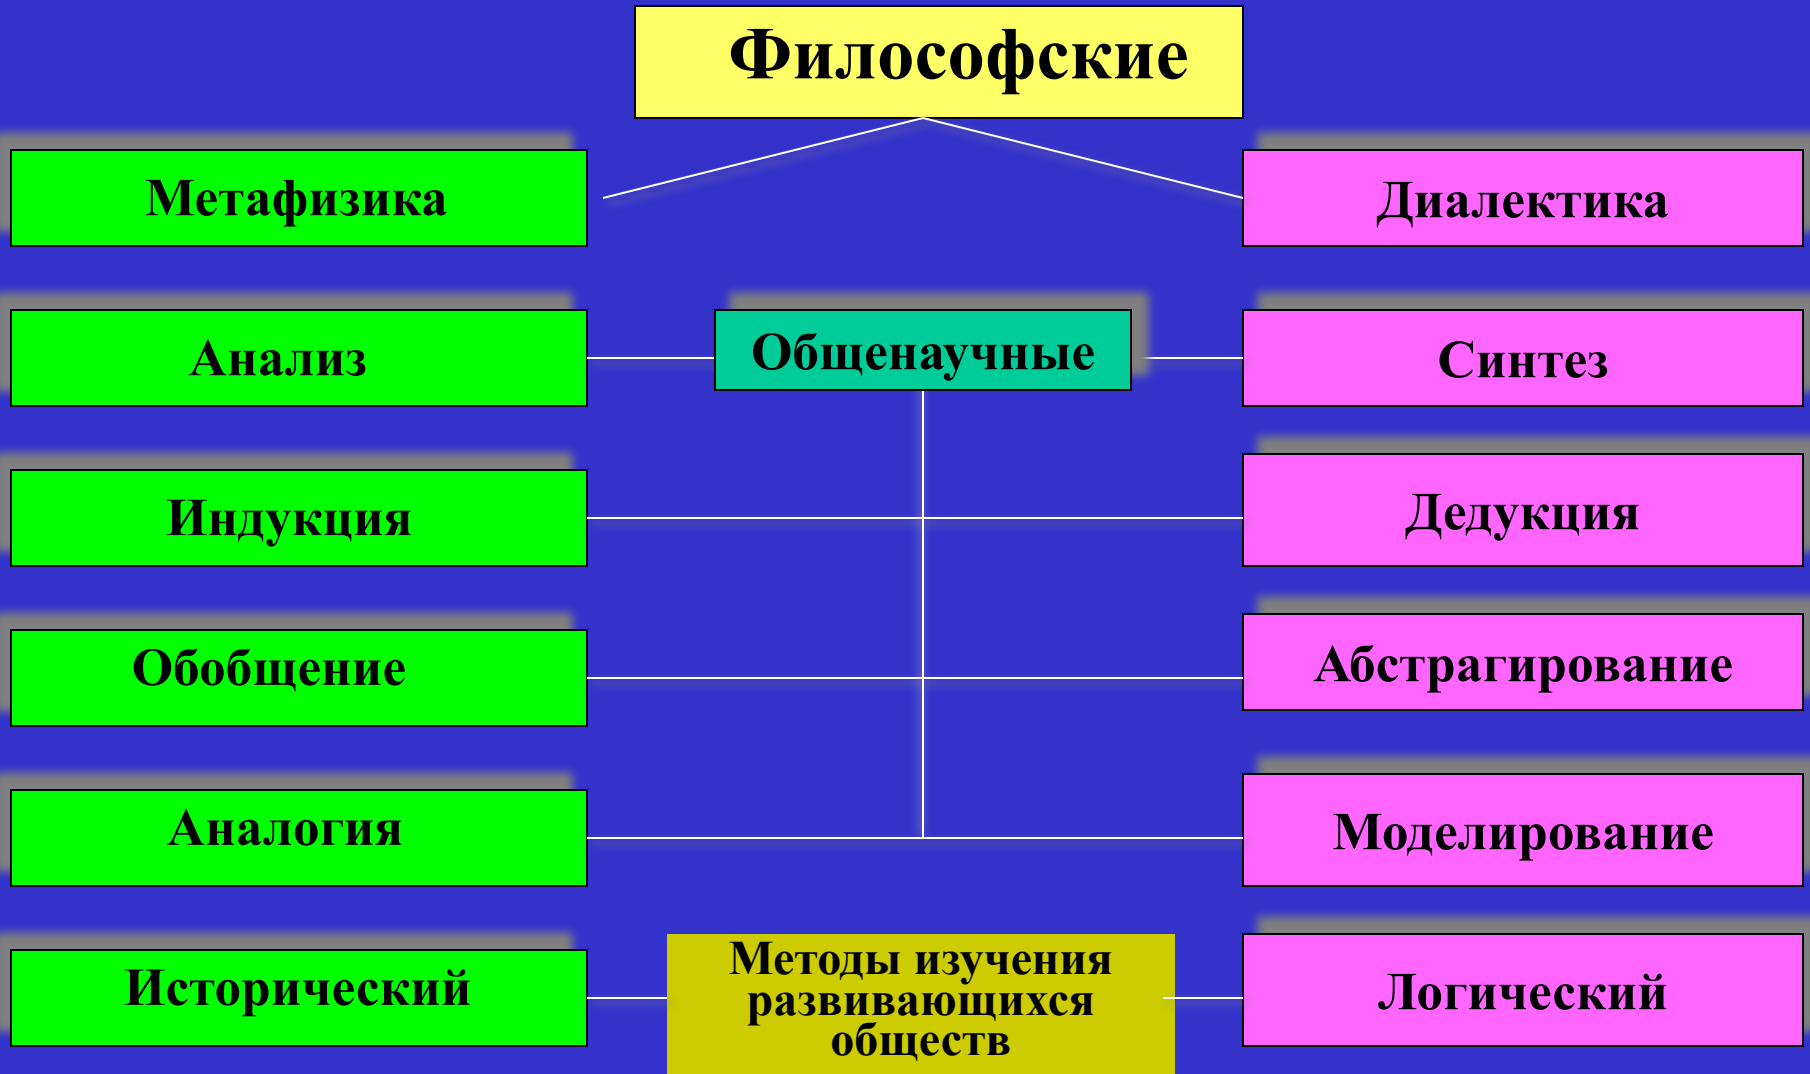 Философские
Метафизика
Диалектика
Анализ
Общенаучные
Синтез
Индукция
Дедукция
Обобщение
Абстрагирование
Аналогия
Моделирование
Исторический
Методы изучения
развивающихся
обществ
Логический